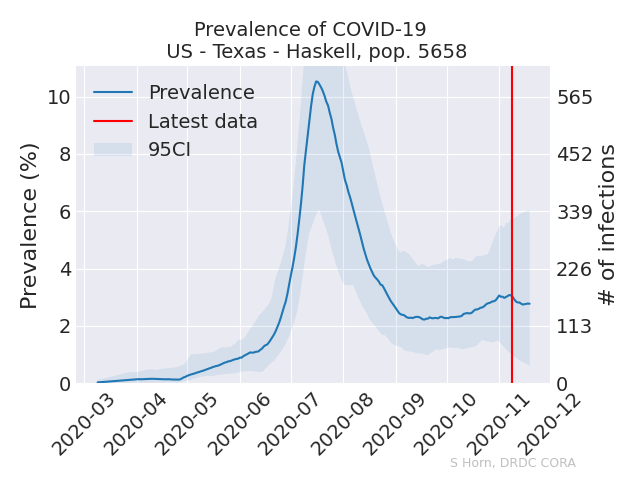 Prevalence of COVID-19
US - Texas - Haskell, pop. 5658
Prevalence
Latest data
95CI
Prevalence (%)
10
8
6
4
2
0
565
452
339
226
113
0
# of infections
2020-03
2020-04
2020-05
2020-06
2020-07
2020-08
2020-09
2020-10
2020-11
2020-12
S Horn, DRDC CORA